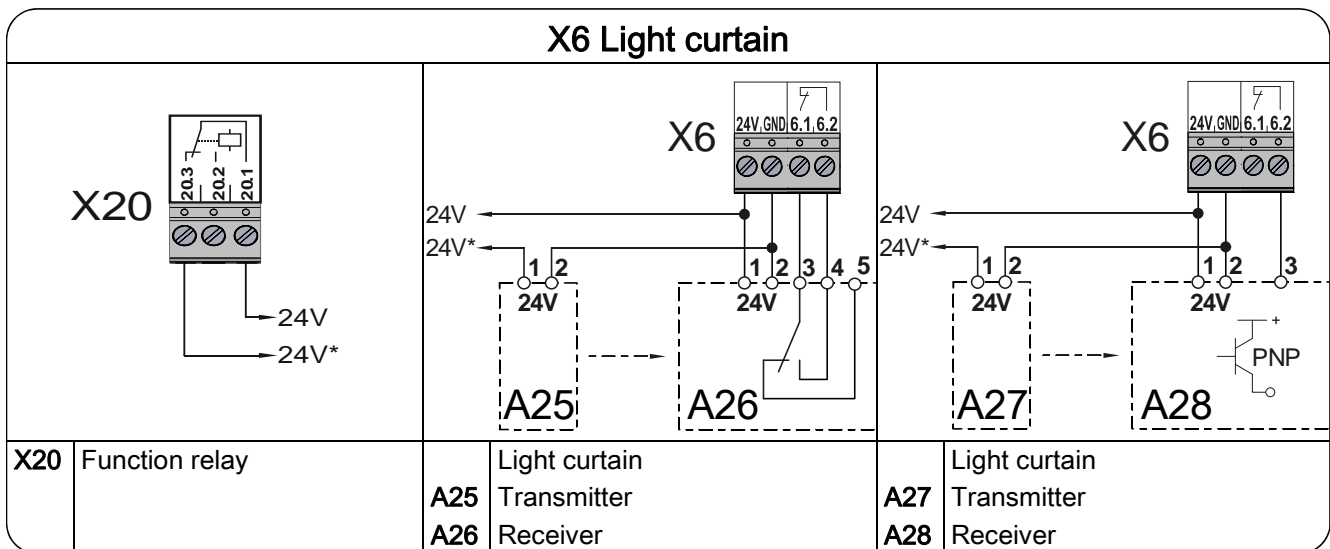 X6 Light curtain
X20
20.3 20.2 20.1
24V
24V*
X6
24V GND 6.1 6.2
24V
24V*
1 2
24V
1 2 3 4 5
24V
A25
A26
X6
24V GND 6.1 6.2
24V
24V*
1 2
24V
1 2 3
24V
+
PNP
A27
A28
X20 Function relay
Light curtain
A25 Transmitter
A26 Receiver
Light curtain
A27 Transmitter
A28 Receiver